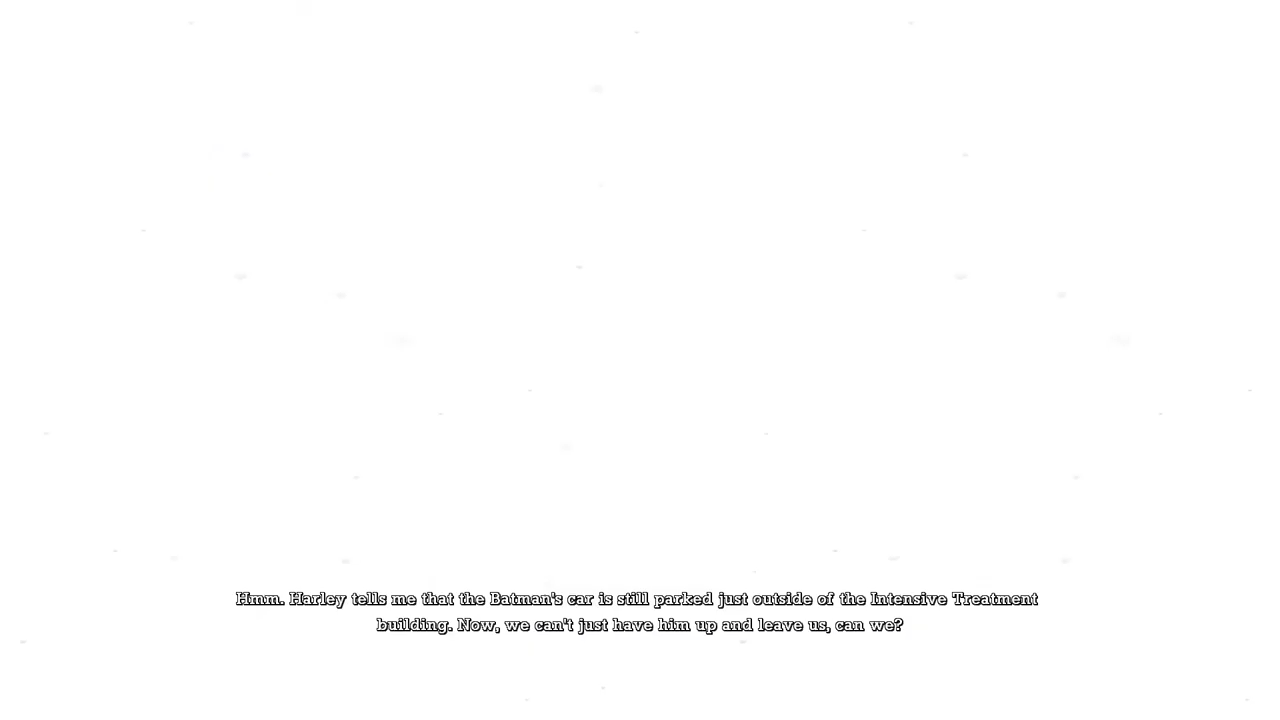 Hmm. Harley tells me that the Batman's car is still parked just outside of the Intensive Treatment
building. Now, we can't just have him up and leave us, can we?